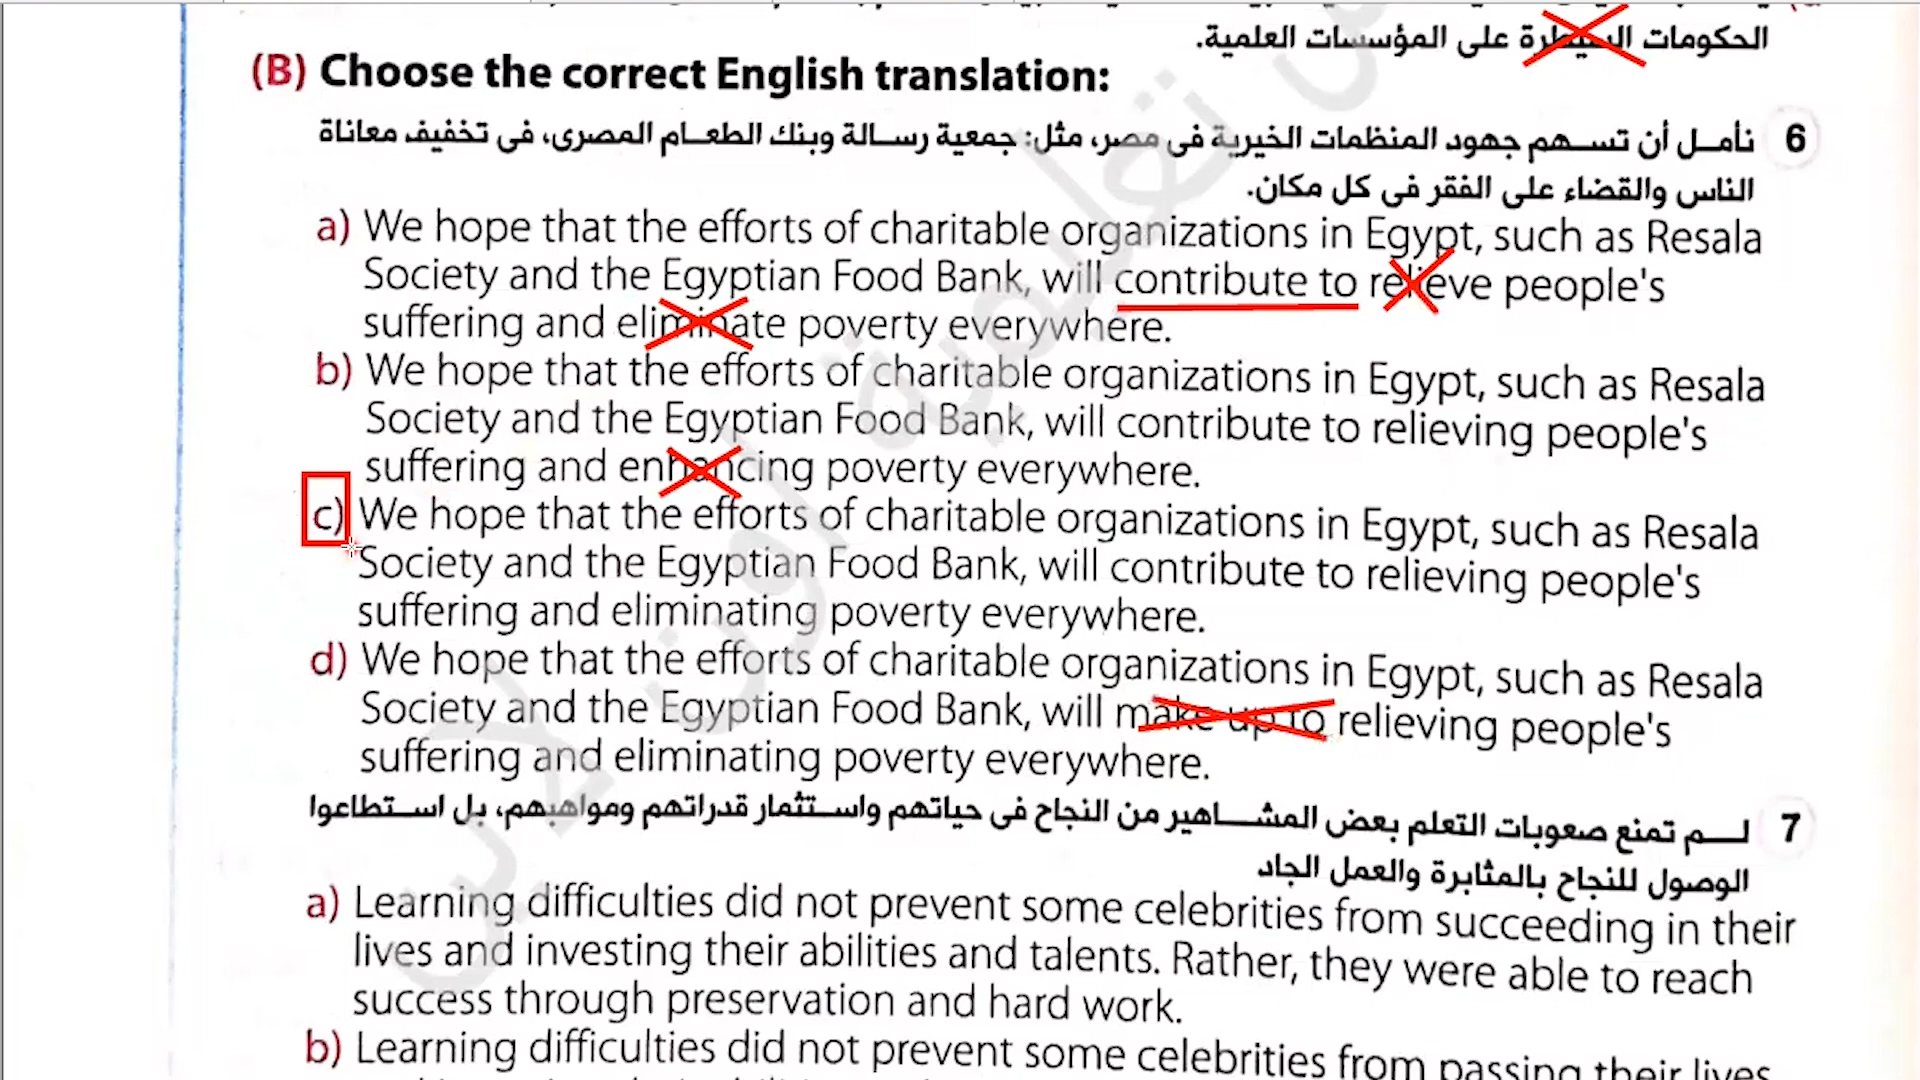 الحكومات السيطرة على المؤسسات العلمية.
(B) Choose the correct English translation:
6 نأمل أن تسهم جهود المنظمات الخيرية فى مصر، مثل: جمعية رسالة وبنك الطعام المصرى، فى تخفيف معاناة
الناس والقضاء على الفقر فى كل مكان.
a) We hope that the efforts of charitable organizations in Egypt, such as Resala
Society and the Egyptian Food Bank, will contribute to relieve people's
suffering and eliminate poverty everywhere.
b) We hope that the efforts of charitable organizations in Egypt, such as Resala
Society and the Egyptian Food Bank, will contribute to relieving people's
suffering and enhancing poverty everywhere.
c) We hope that the efforts of charitable organizations in Egypt, such as Resala
Society and the Egyptian Food Bank, will contribute to relieving people's
suffering and eliminating poverty everywhere.
d) We hope that the efforts of charitable organizations in Egypt, such as Resala
Society and the Egyptian Food Bank, will make up to relieving people's
suffering and eliminating poverty everywhere.
7 لم تمنع صعوبات التعلم بعض المشاهير من النجاح فى حياتهم واستثمار قدراتهم ومواهبهم، بل استطاعوا
الوصول للنجاح بالمثابرة والعمل الجاد
a) Learning difficulties did not prevent some celebrities from succeeding in their
lives and investing their abilities and talents. Rather, they were able to reach
success through preservation and hard work.
b) Learning difficulties did not prevent some celebrities from passing their lives